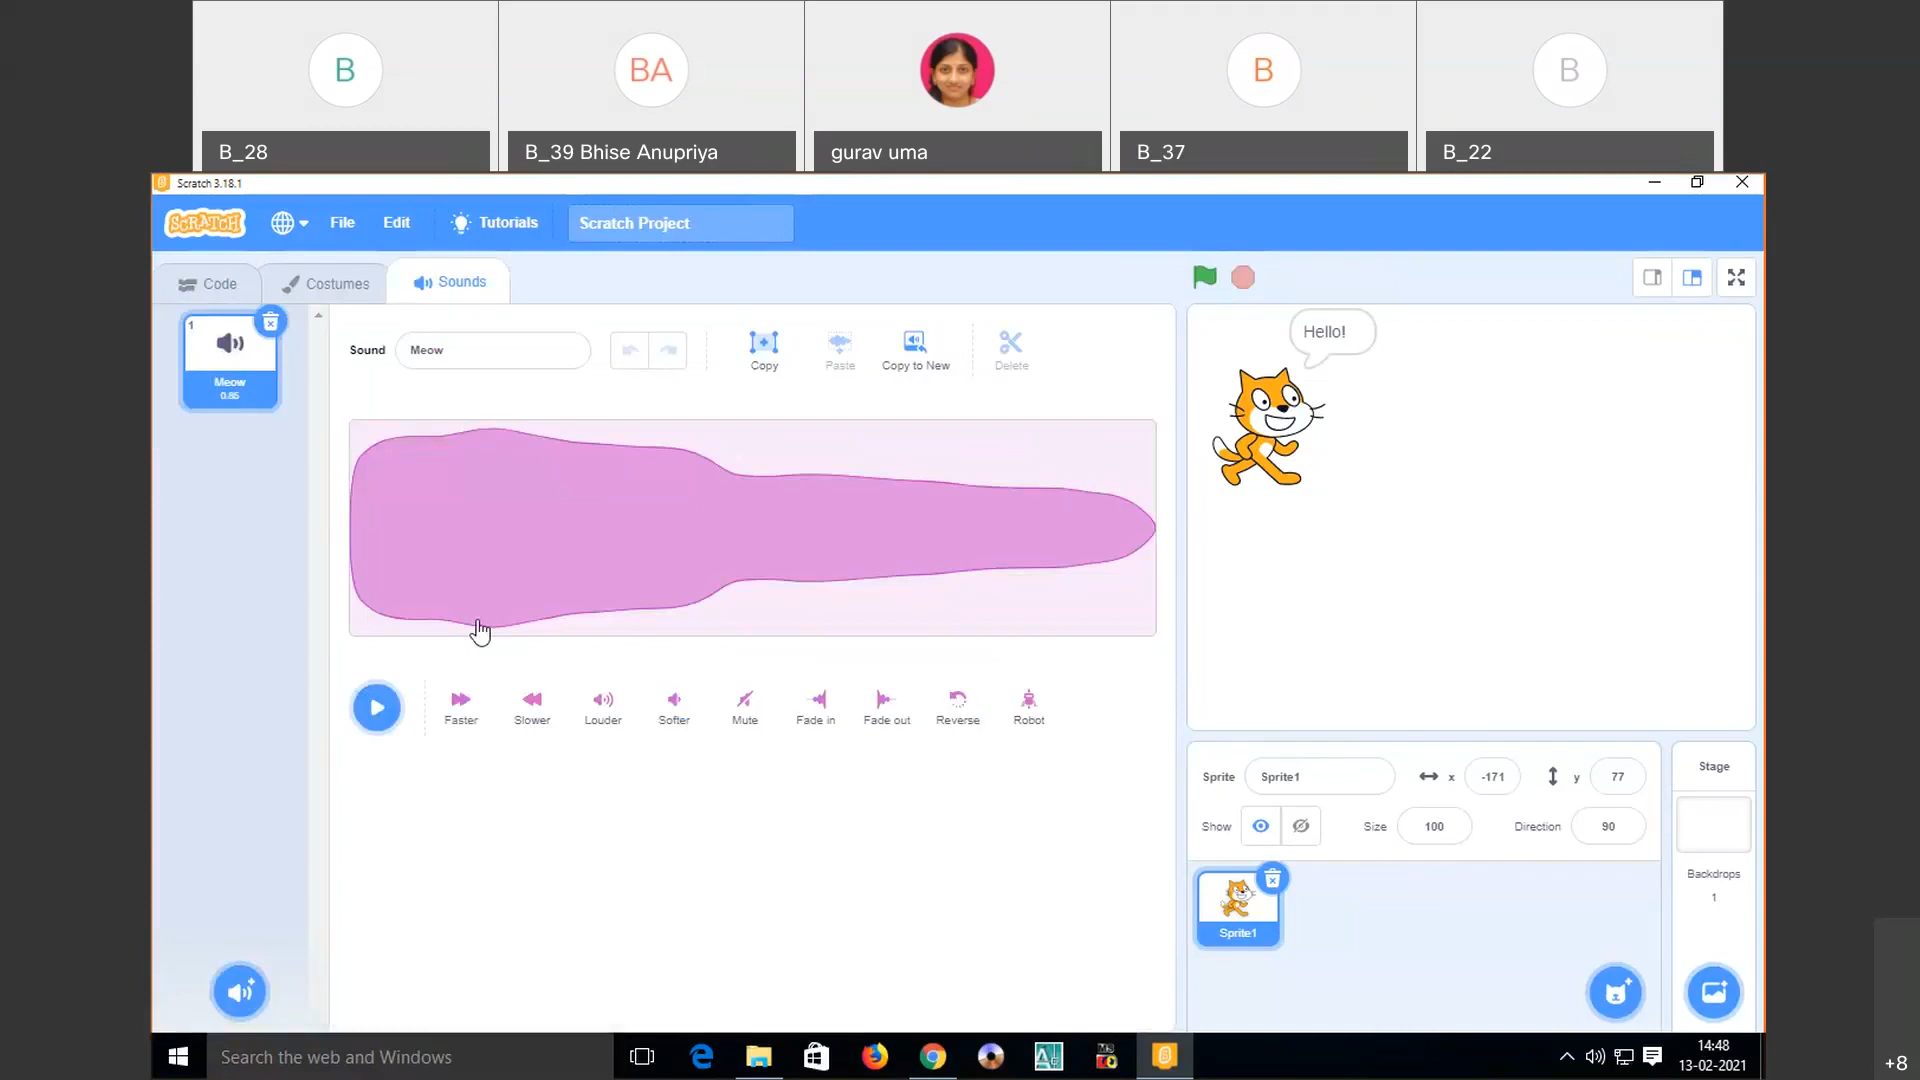 B
BA
B
B
B_28
B_39 Bhise Anupriya
gurav uma
B_37
B_22
Scratch 3.18.1
SCRATCH
File
Edit
Tutorials
Scratch Project
Code
Costumes
Sounds
1
Meow
0.85
Sound
Meow
Copy
Paste
Copy to New
Delete
Hello!
Faster
Slower
Louder
Softer
Mute
Fade in
Fade out
Reverse
Robot
Sprite
Sprite1
x
-171
y
77
Show
Size
100
Direction
90
Sprite1
Stage
Backdrops
1
Search the web and Windows
14:48
13-02-2021
+8